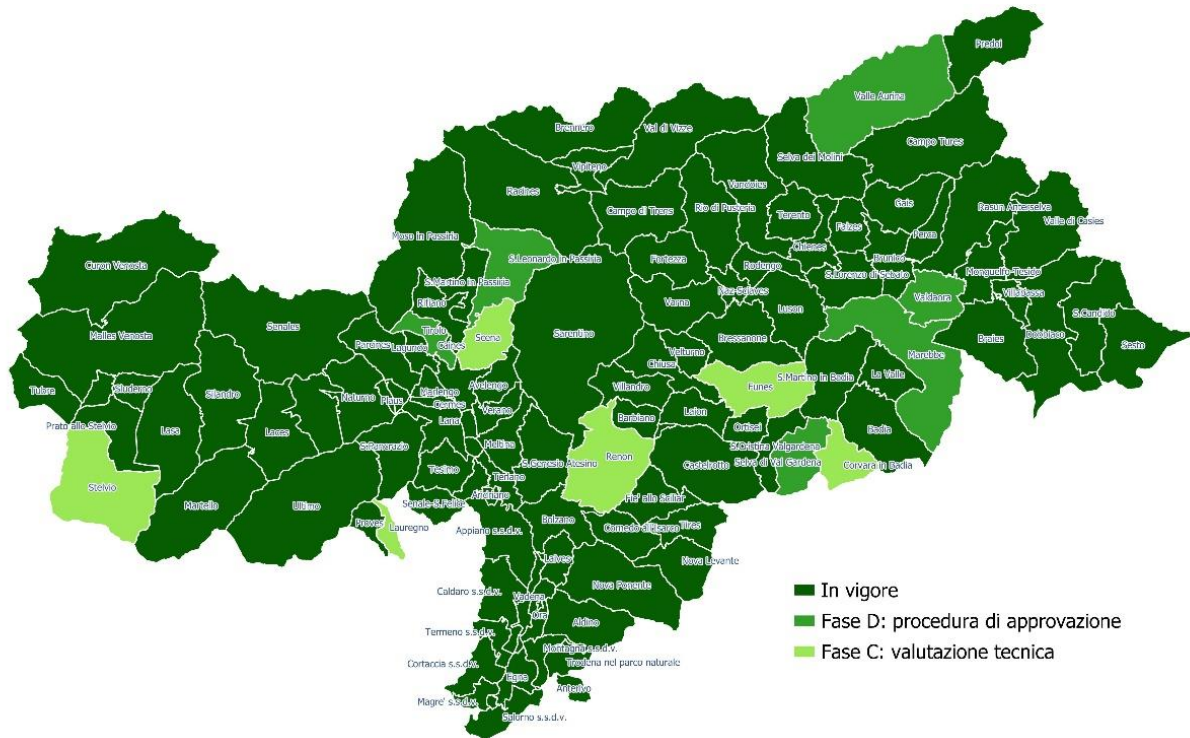 Predoi
Valle Aurina
Brennero
Val di Vizze
Campo Tures
Selva dei Molini
Vipiteno
Racines
Vandoies
Campo di Trens
Rio di Pusteria
Terento
Gais
Falzes
Rasun Anterselva
Valle di Casies
Moso in Passiria
Perca
Chienes
Brunico
S.Leonardo in Passiria
Fortezza
Curon Venosta
Rodengo
S.Lorenzo di Sebato
Monguelfo-Tesido
S.Martino in Passiria
Naz-Sciaves
Valdaora
Villabassa
Rifiano
Varna
Luson
S.Candido
Senales
Tirolo
Scena
Sarentino
Malles Venosta
Bressanone
Braies
Dobbiaco
Sesto
Parcines
Lagundo
Caines
Velturno
Marebbe
Chiusa
Sluderno
Silandro
Tubre
Avelengo
Villandro
Funes
S.Martino in Badia
La Valle
Naturno
Plaus
Marlengo
Cermes
Verano
Lana
Barbiano
Laion
Ortisei
Badia
Prato allo Stelvio
Lasa
Laces
S.Pancrazio
Meltina
S.Genesio Atesino
Renon
Castelrotto
S.Cristina Valgardena
Selva di Val Gardena
Corvara in Badia
Tesimo
Terlano
Stelvio
Martello
Ultimo
Senale-S.Felice
Andriano
Fie' allo Sciliar
Proves
Lauregno
Appiano s.s.d.v.
Bolzano
Cornedo all'Isarco
Tires
Laives
Nova Levante
Nova Ponente
Caldaro s.s.d.v.
Vadena
Ora
Aldino
Termeno s.s.d.v.
Montagna s.s.d.v.
Cortaccia s.s.d.v.
Trodena nel parco naturale
Egna
Anterivo
Magre' s.s.d.v.
Salorno s.s.d.v.
In vigore
Fase D: procedura di approvazione
Fase C: valutazione tecnica